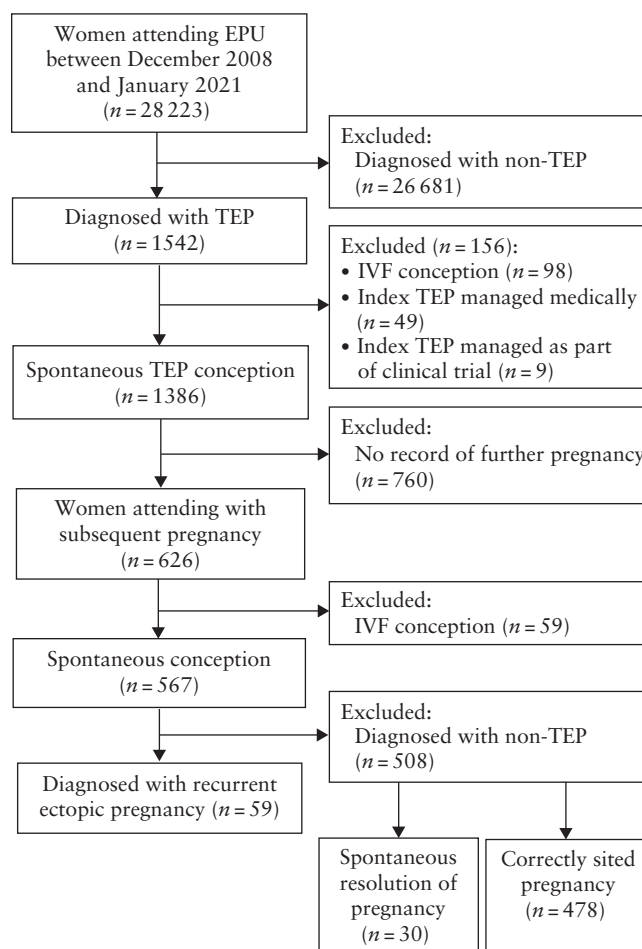 Women attending EPU
between December 2008
and January 2021
(n = 28 223)
Excluded:
Diagnosed with non-TEP
(n = 26 681)
Diagnosed with TEP
(n = 1542)
Excluded (n = 156):
• IVF conception (n = 98)
• Index TEP managed medically
(n = 49)
• Index TEP managed as part
of clinical trial (n = 9)
Spontaneous TEP conception
(n = 1386)
Excluded:
No record of further pregnancy
(n = 760)
Women attending with
subsequent pregnancy
(n = 626)
Excluded:
IVF conception (n = 59)
Spontaneous conception
(n = 567)
Excluded:
Diagnosed with non-TEP
(n = 508)
Diagnosed with recurrent
ectopic pregnancy (n = 59)
Spontaneous
resolution of
pregnancy
(n = 30)
Correctly sited
pregnancy
(n = 478)